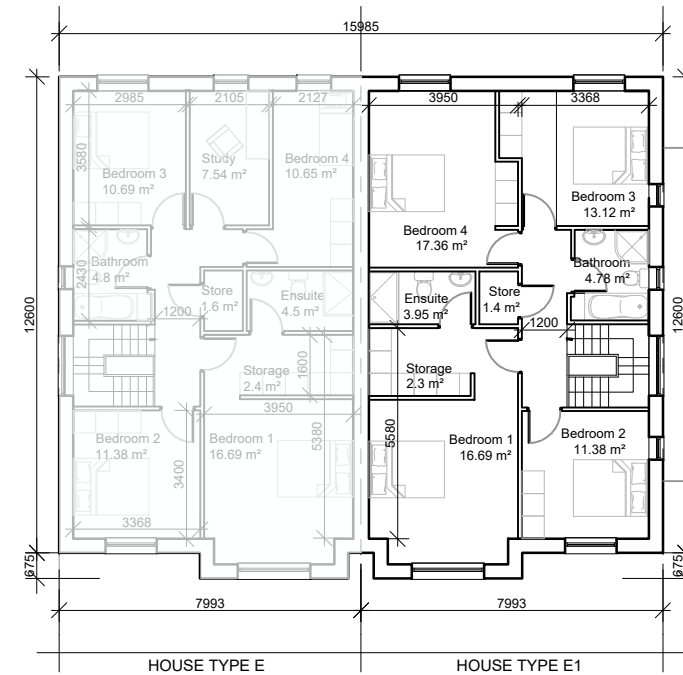 15985
2985 2105 2127 3950 3368
3580
Bedroom 3
10.69 m²
Study
7.54 m²
Bedroom 4
10.65 m²
Bedroom 4
17.36 m²
Bedroom 3
13.12 m²
12600
2430
Bathroom
4.8 m²
Store
1.6 m²
Ensuite
4.5 m²
Ensuite
3.95 m²
Store
1.4 m²
Bathroom
4.78 m²
12600
1200
1200
Storage
2.4 m²
1600
Storage
2.3 m²
3950
Bedroom 2
11.38 m²
3400
Bedroom 1
16.69 m²
5380
5580
Bedroom 1
16.69 m²
Bedroom 2
11.38 m²
3368
675
675
7993 7993
HOUSE TYPE E HOUSE TYPE E1